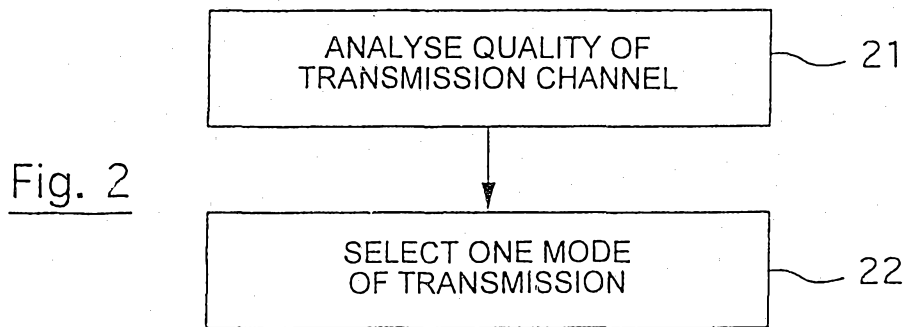 ANALYSE QUALITY OF
TRANSMISSION CHANNEL
21
Fig. 2
SELECT ONE MODE
OF TRANSMISSION
22